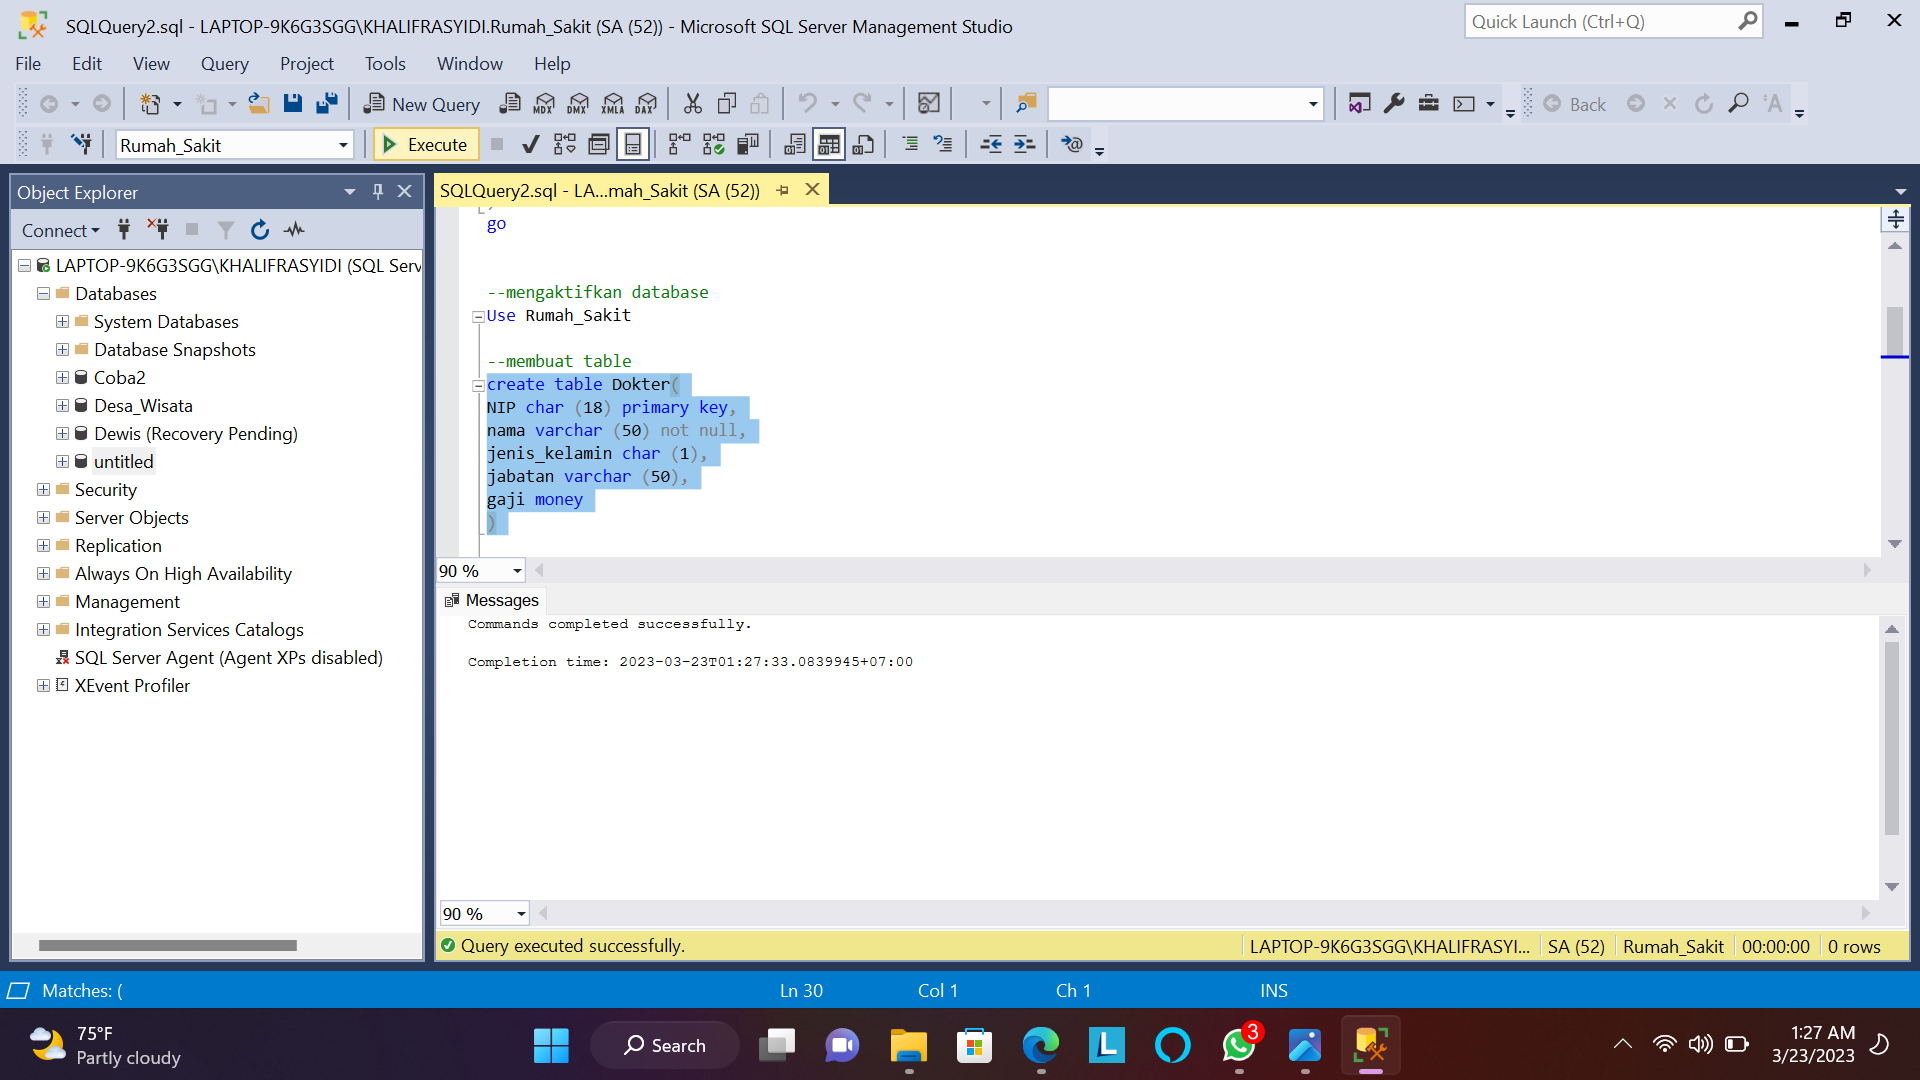 SQLQuery2.sql - LAPTOP-9K6G3SGG\KHALIFRASYIDI.Rumah_Sakit (SA (52)) - Microsoft SQL Server Management Studio
Quick Launch (Ctrl+Q)
File Edit View Query Project Tools Window Help
New Query MDX DMX XMLA DAX Back
Rumah_Sakit Execute
Object Explorer
Connect
LAPTOP-9K6G3SGG\KHALIFRASYIDI (SQL Serv
Databases
System Databases
Database Snapshots
Coba2
Desa_Wisata
Dewis (Recovery Pending)
untitled
Security
Server Objects
Replication
Always On High Availability
Management
Integration Services Catalogs
SQL Server Agent (Agent XPs disabled)
XEvent Profiler
SQLQuery2.sql - LA...mah_Sakit (SA (52))
go
--mengaktifkan database
Use Rumah_Sakit
--membuat table
create table Dokter(
NIP char (18) primary key,
nama varchar (50) not null,
jenis_kelamin char (1),
jabatan varchar (50),
gaji money
)
90 %
Messages
Commands completed successfully.
Completion time: 2023-03-23T01:27:33.0839945+07:00
90 %
Query executed successfully. LAPTOP-9K6G3SGG\KHALIFRASYI... SA (52) Rumah_Sakit 00:00:00 0 rows
Matches: ( Ln 30 Col 1 Ch 1 INS
75°F
Partly cloudy
Search
L
3
1:27 AM
3/23/2023